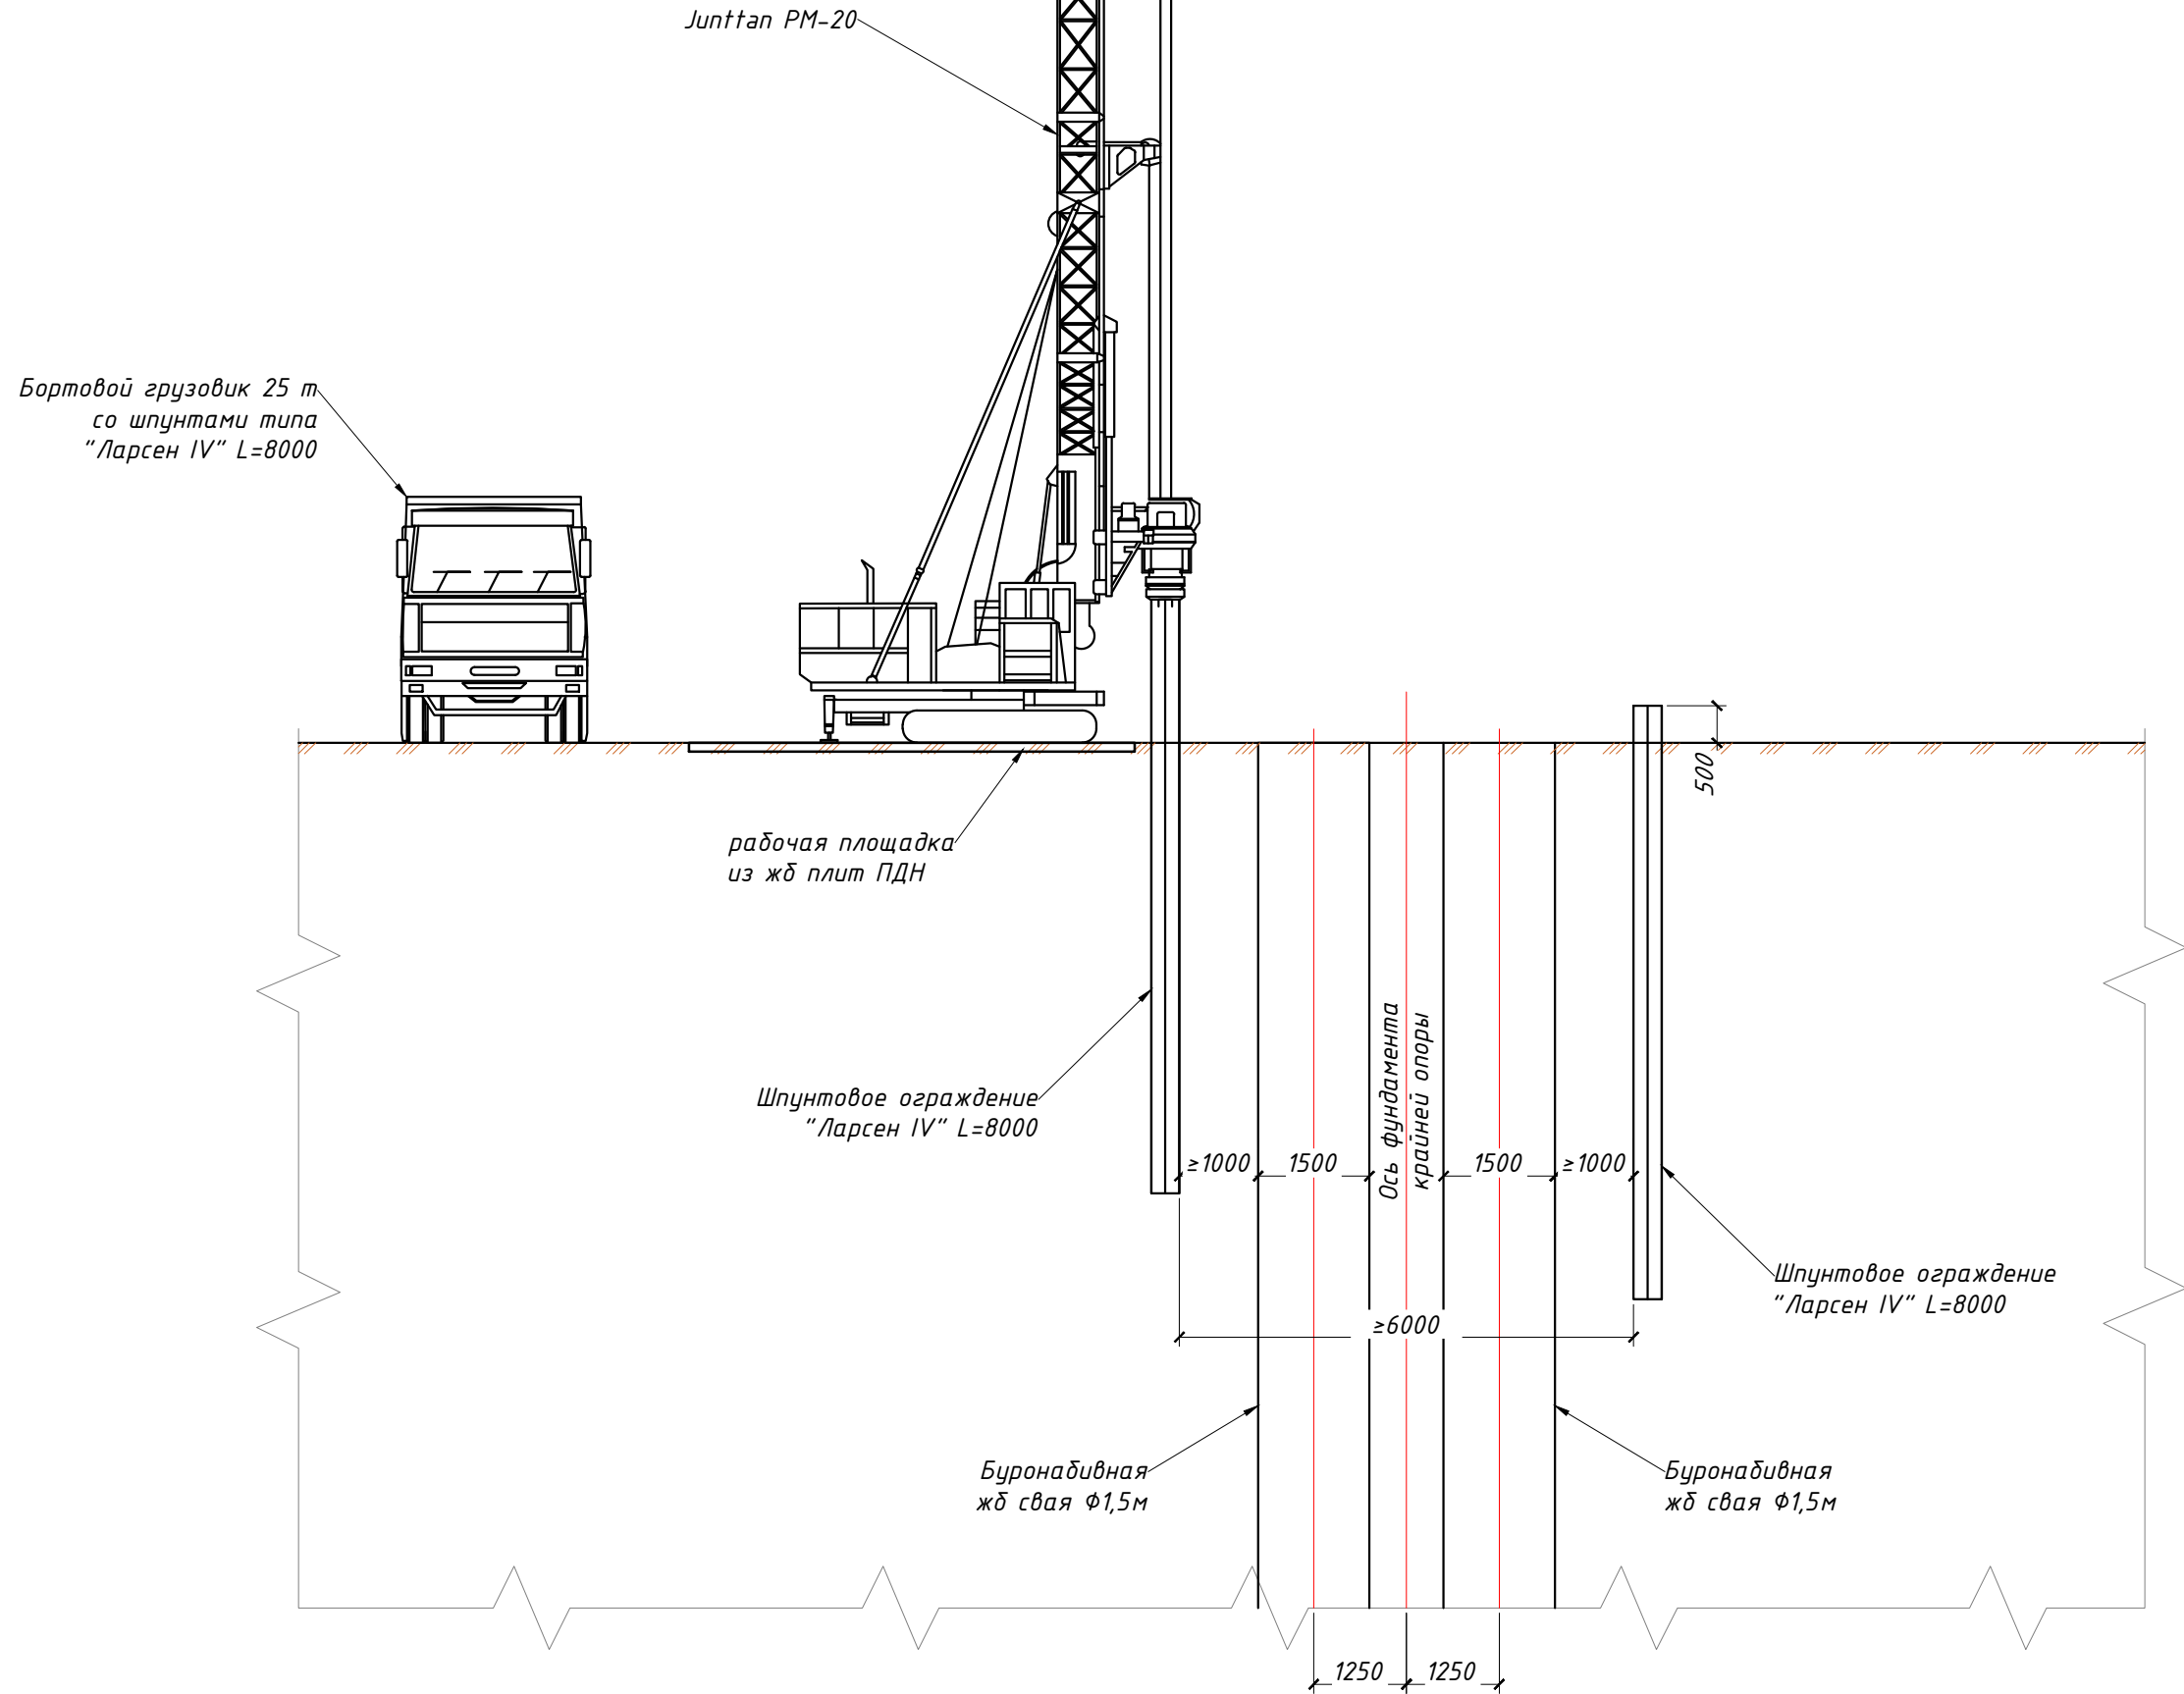 Junttan PM-20
Бортовой грузовик 25 т
со шпунтами типа
"Ларсен IV" L=8000
500
рабочая площадка
из жб плит ПДН
Ось фундамента
крайней опоры
Шпунтовое ограждение
"Ларсен IV" L=8000
≥1000
1500
1500
≥1000
Шпунтовое ограждение
"Ларсен IV" L=8000
≥6000
Буронабивная
жб свая Ф1,5м
Буронабивная
жб свая Ф1,5м
1250
1250